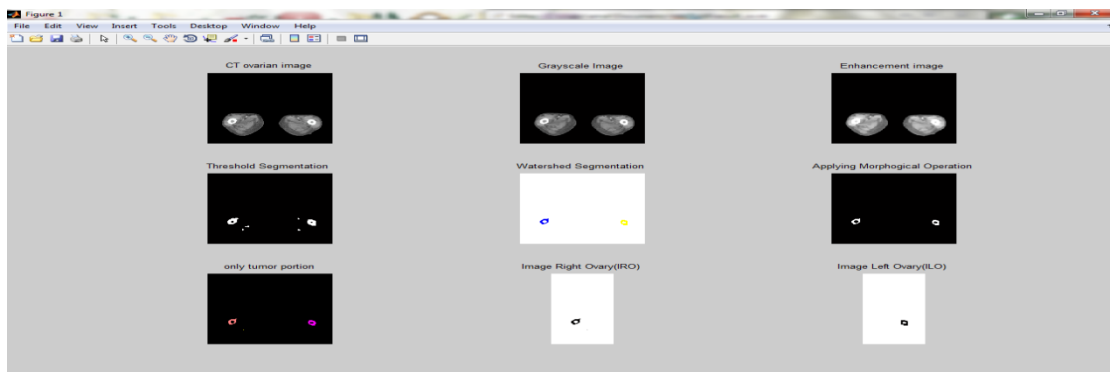 Figure 1
File Edit View Insert Tools Desktop Window Help
CT ovarian image Grayscale Image Enhancement image
Threshold Segmentation Watershed Segmentation Applying Morphogical Operation
only tumor portion Image Right Ovary(IRO) Image Left Ovary(ILO)